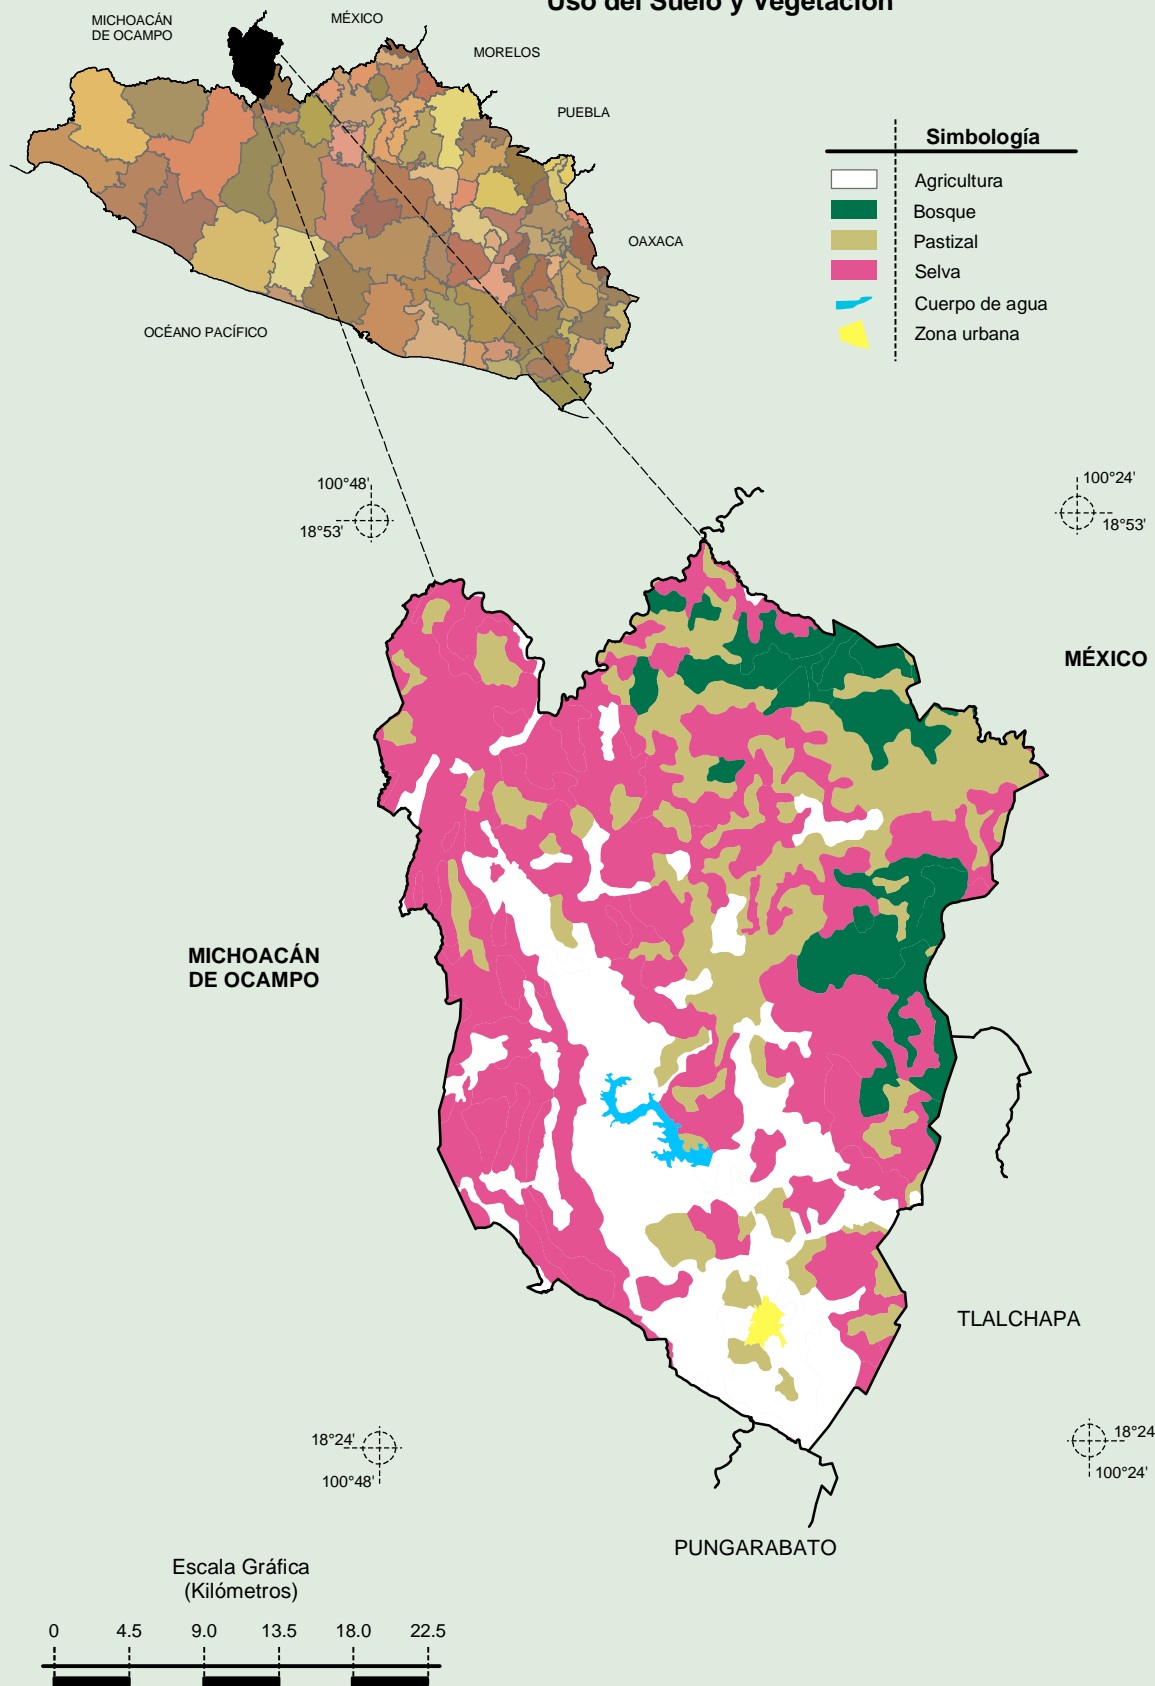 Uso del Suelo y Vegetación
MICHOACÁN
DE OCAMPO
MÉXICO
MORELOS
PUEBLA
OAXACA
OCÉANO PACÍFICO
Simbología
Agricultura
Bosque
Pastizal
Selva
Cuerpo de agua
Zona urbana
100°48'
18°53'
100°24'
18°53'
MÉXICO
MICHOACÁN
DE OCAMPO
TLALCHAPA
18°24'
100°48'
18°24
100°24'
PUNGARABATO
Escala Gráfica
(Kilómetros)
0 4.5 9.0 13.5 18.0 22.5